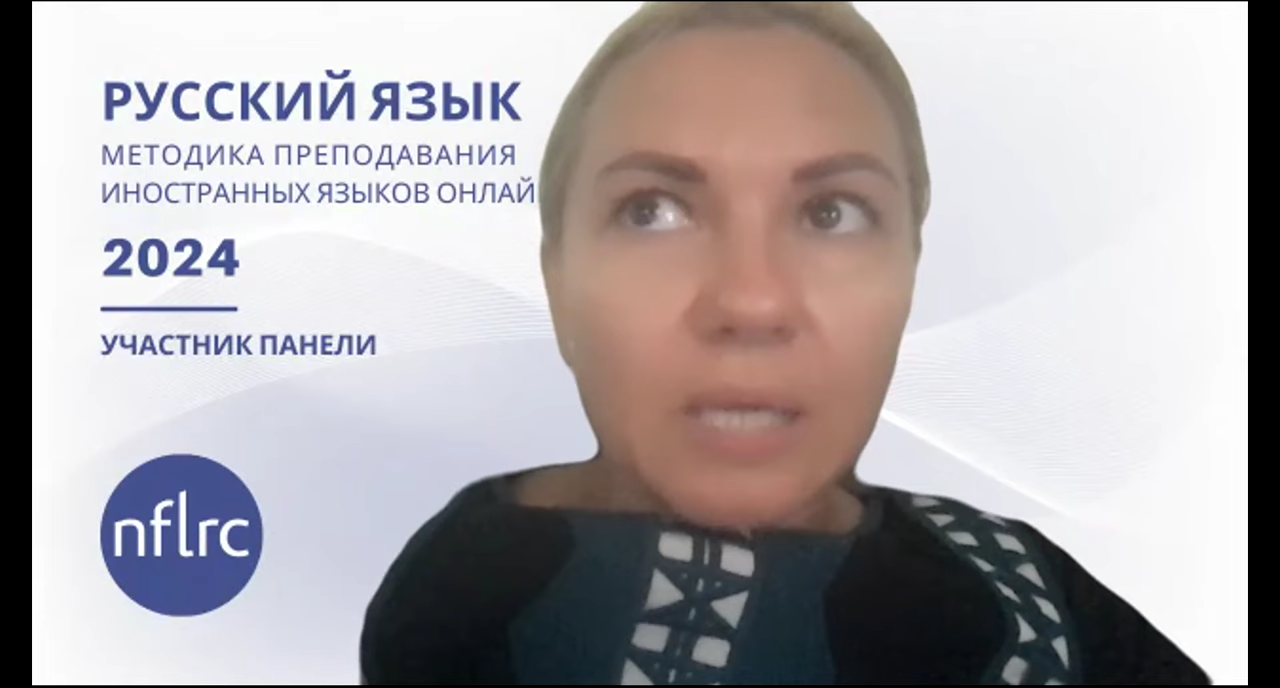 РУССКИЙ ЯЗЫК
МЕТОДИКА ПРЕПОДАВАНИЯ
ИНОСТРАННЫХ ЯЗЫКОВ ОНЛАЙ
2024
УЧАСТНИК ПАНЕЛИ
nflrc